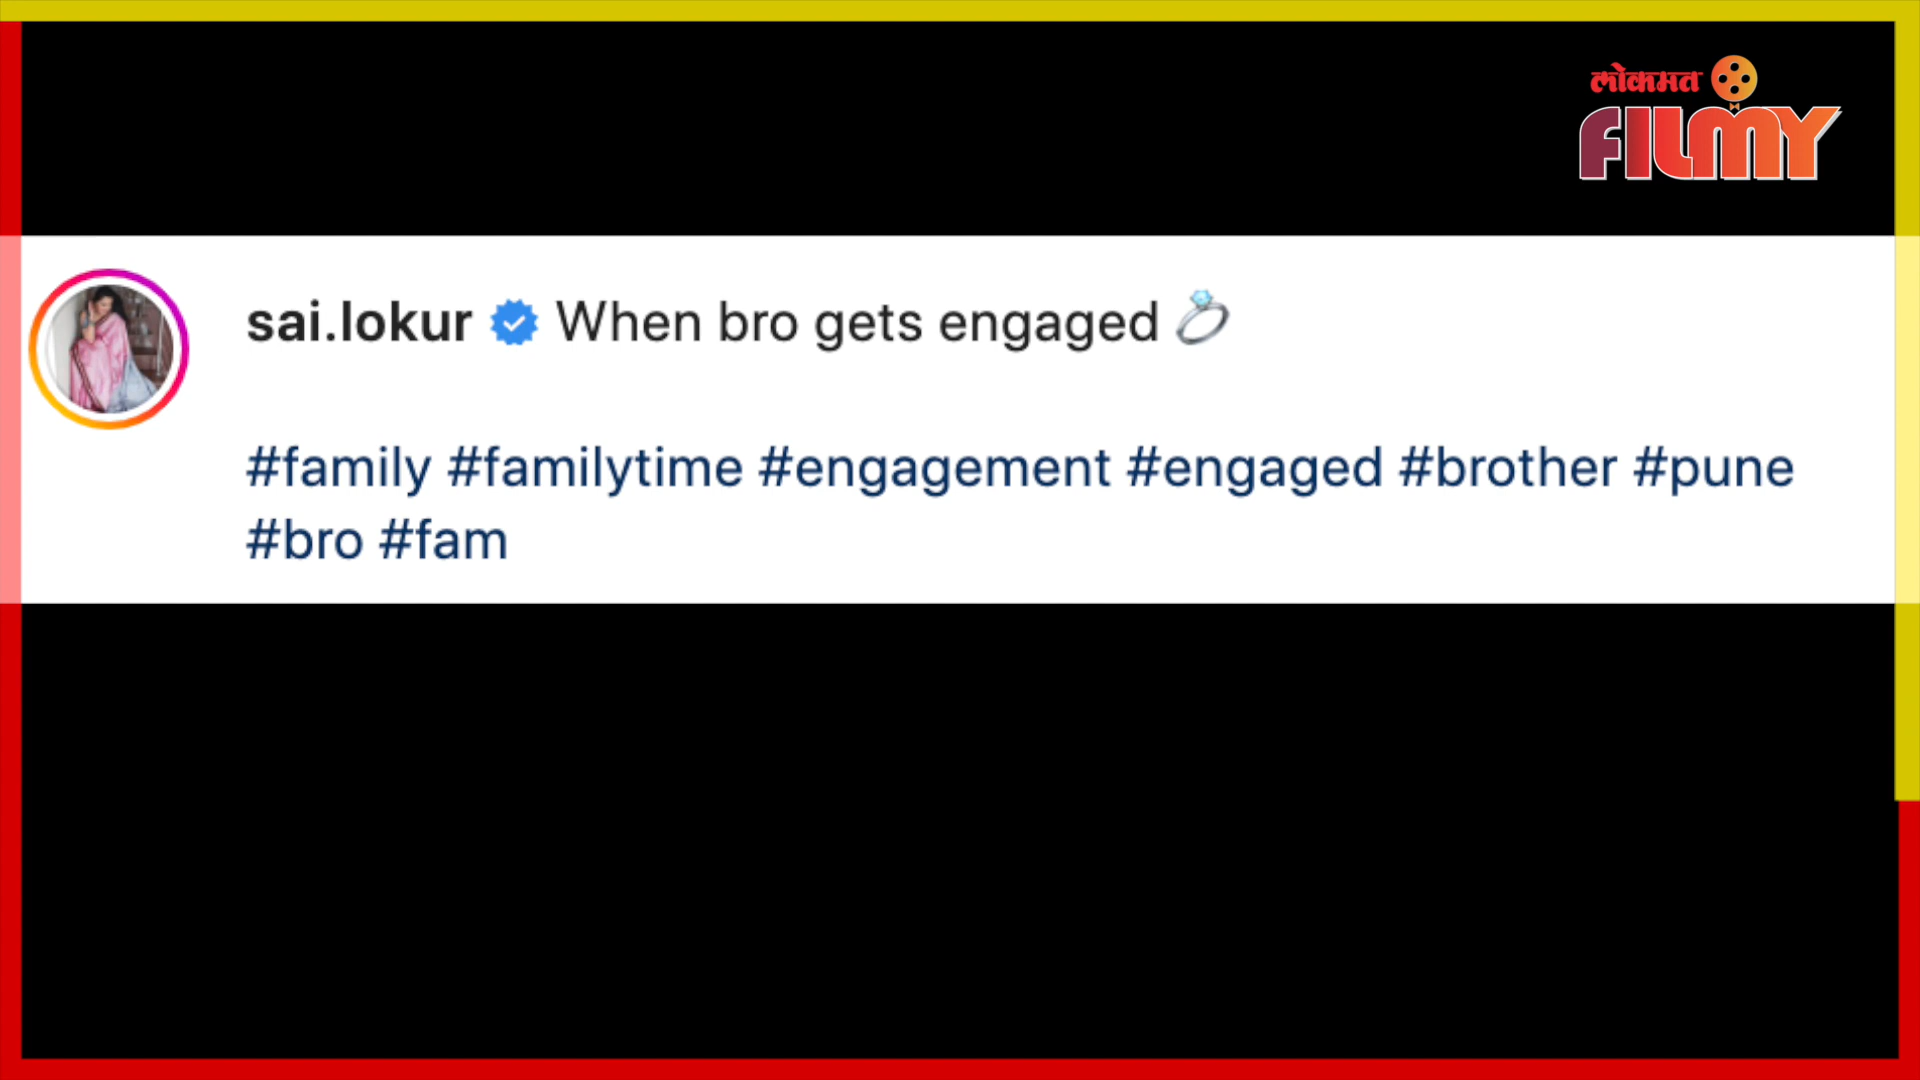 लोकमत
FILMY
sai.lokur When bro gets engaged 💍
#family #familytime #engagement #engaged #brother #pune
#bro #fam